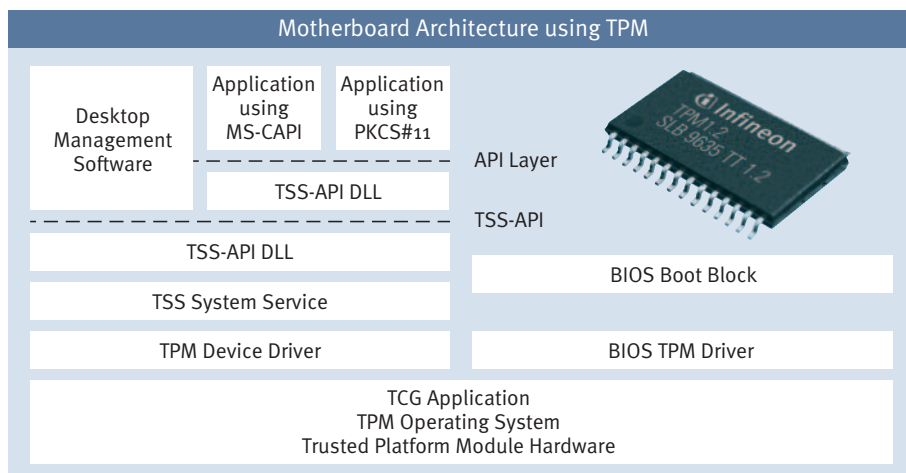 Motherboard Architecture using TPM
Desktop
Management
Software
Application
using
MS-CAPI
Application
using
PKCS#11
API Layer
TSS-API DLL
TSS-API
TSS-API DLL
TSS System Service
TPM Device Driver
infineon
TPM1.2
SLB 9635 TT 1.2
BIOS Boot Block
BIOS TPM Driver
TCG Application
TPM Operating System
Trusted Platform Module Hardware